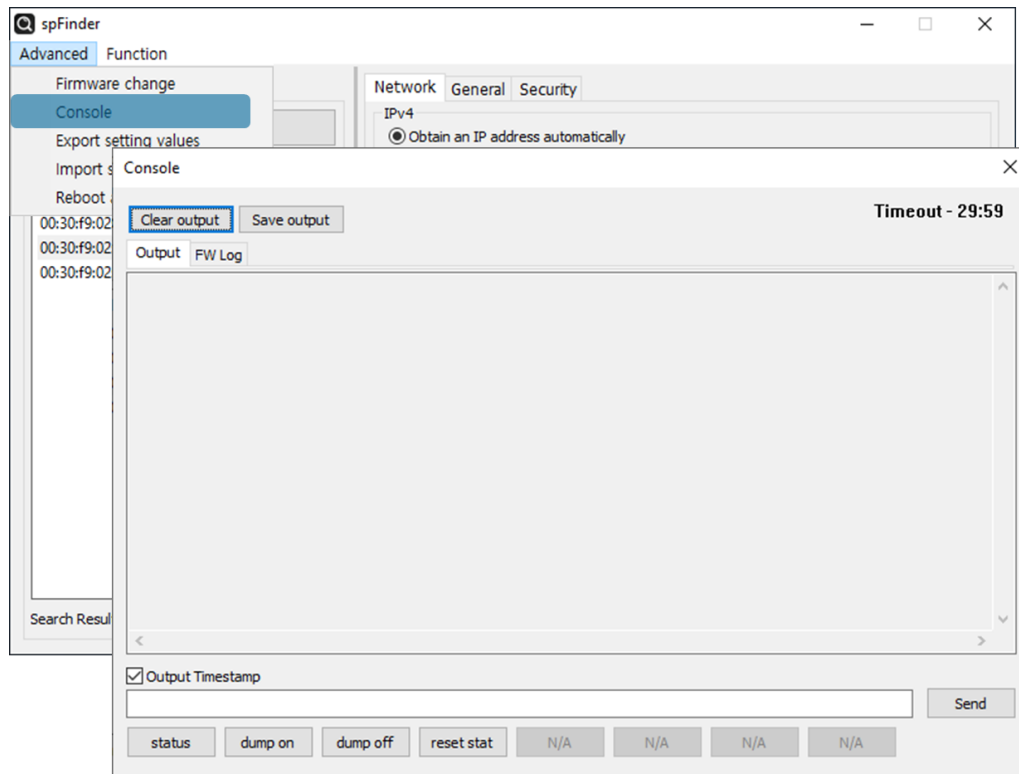 spFinder
Advanced Function
Firmware change
Console
Export setting values
Import s
Reboot
Network General Security
IPv4
Obtain an IP address automatically
00:30:f9:02
00:30:f9:02
00:30:f9:02
Search Resul
Console
Clear output Save output
Timeout - 29:59
Output FW Log
Output Timestamp
Send
status dump on dump off reset stat N/A N/A N/A N/A